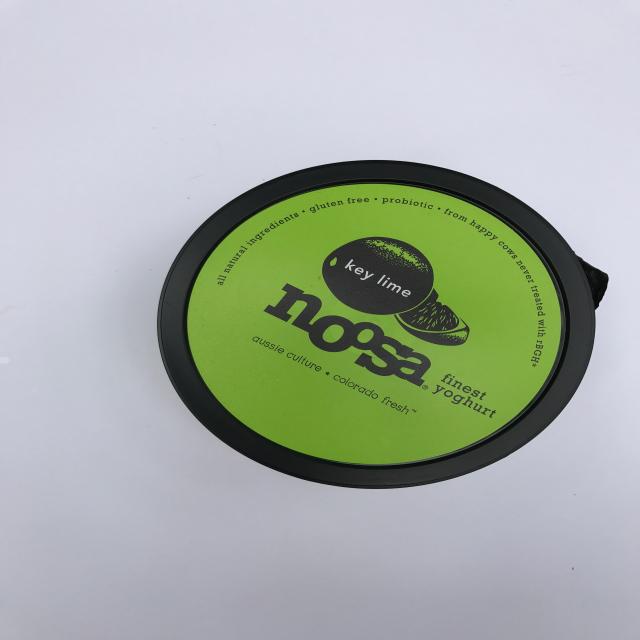 all natural ingredients • gluten free • probiotic • from happy cows never treated with rBGH*
key lime
noosa®
finest
yoghurt
aussie culture • colorado fresh™